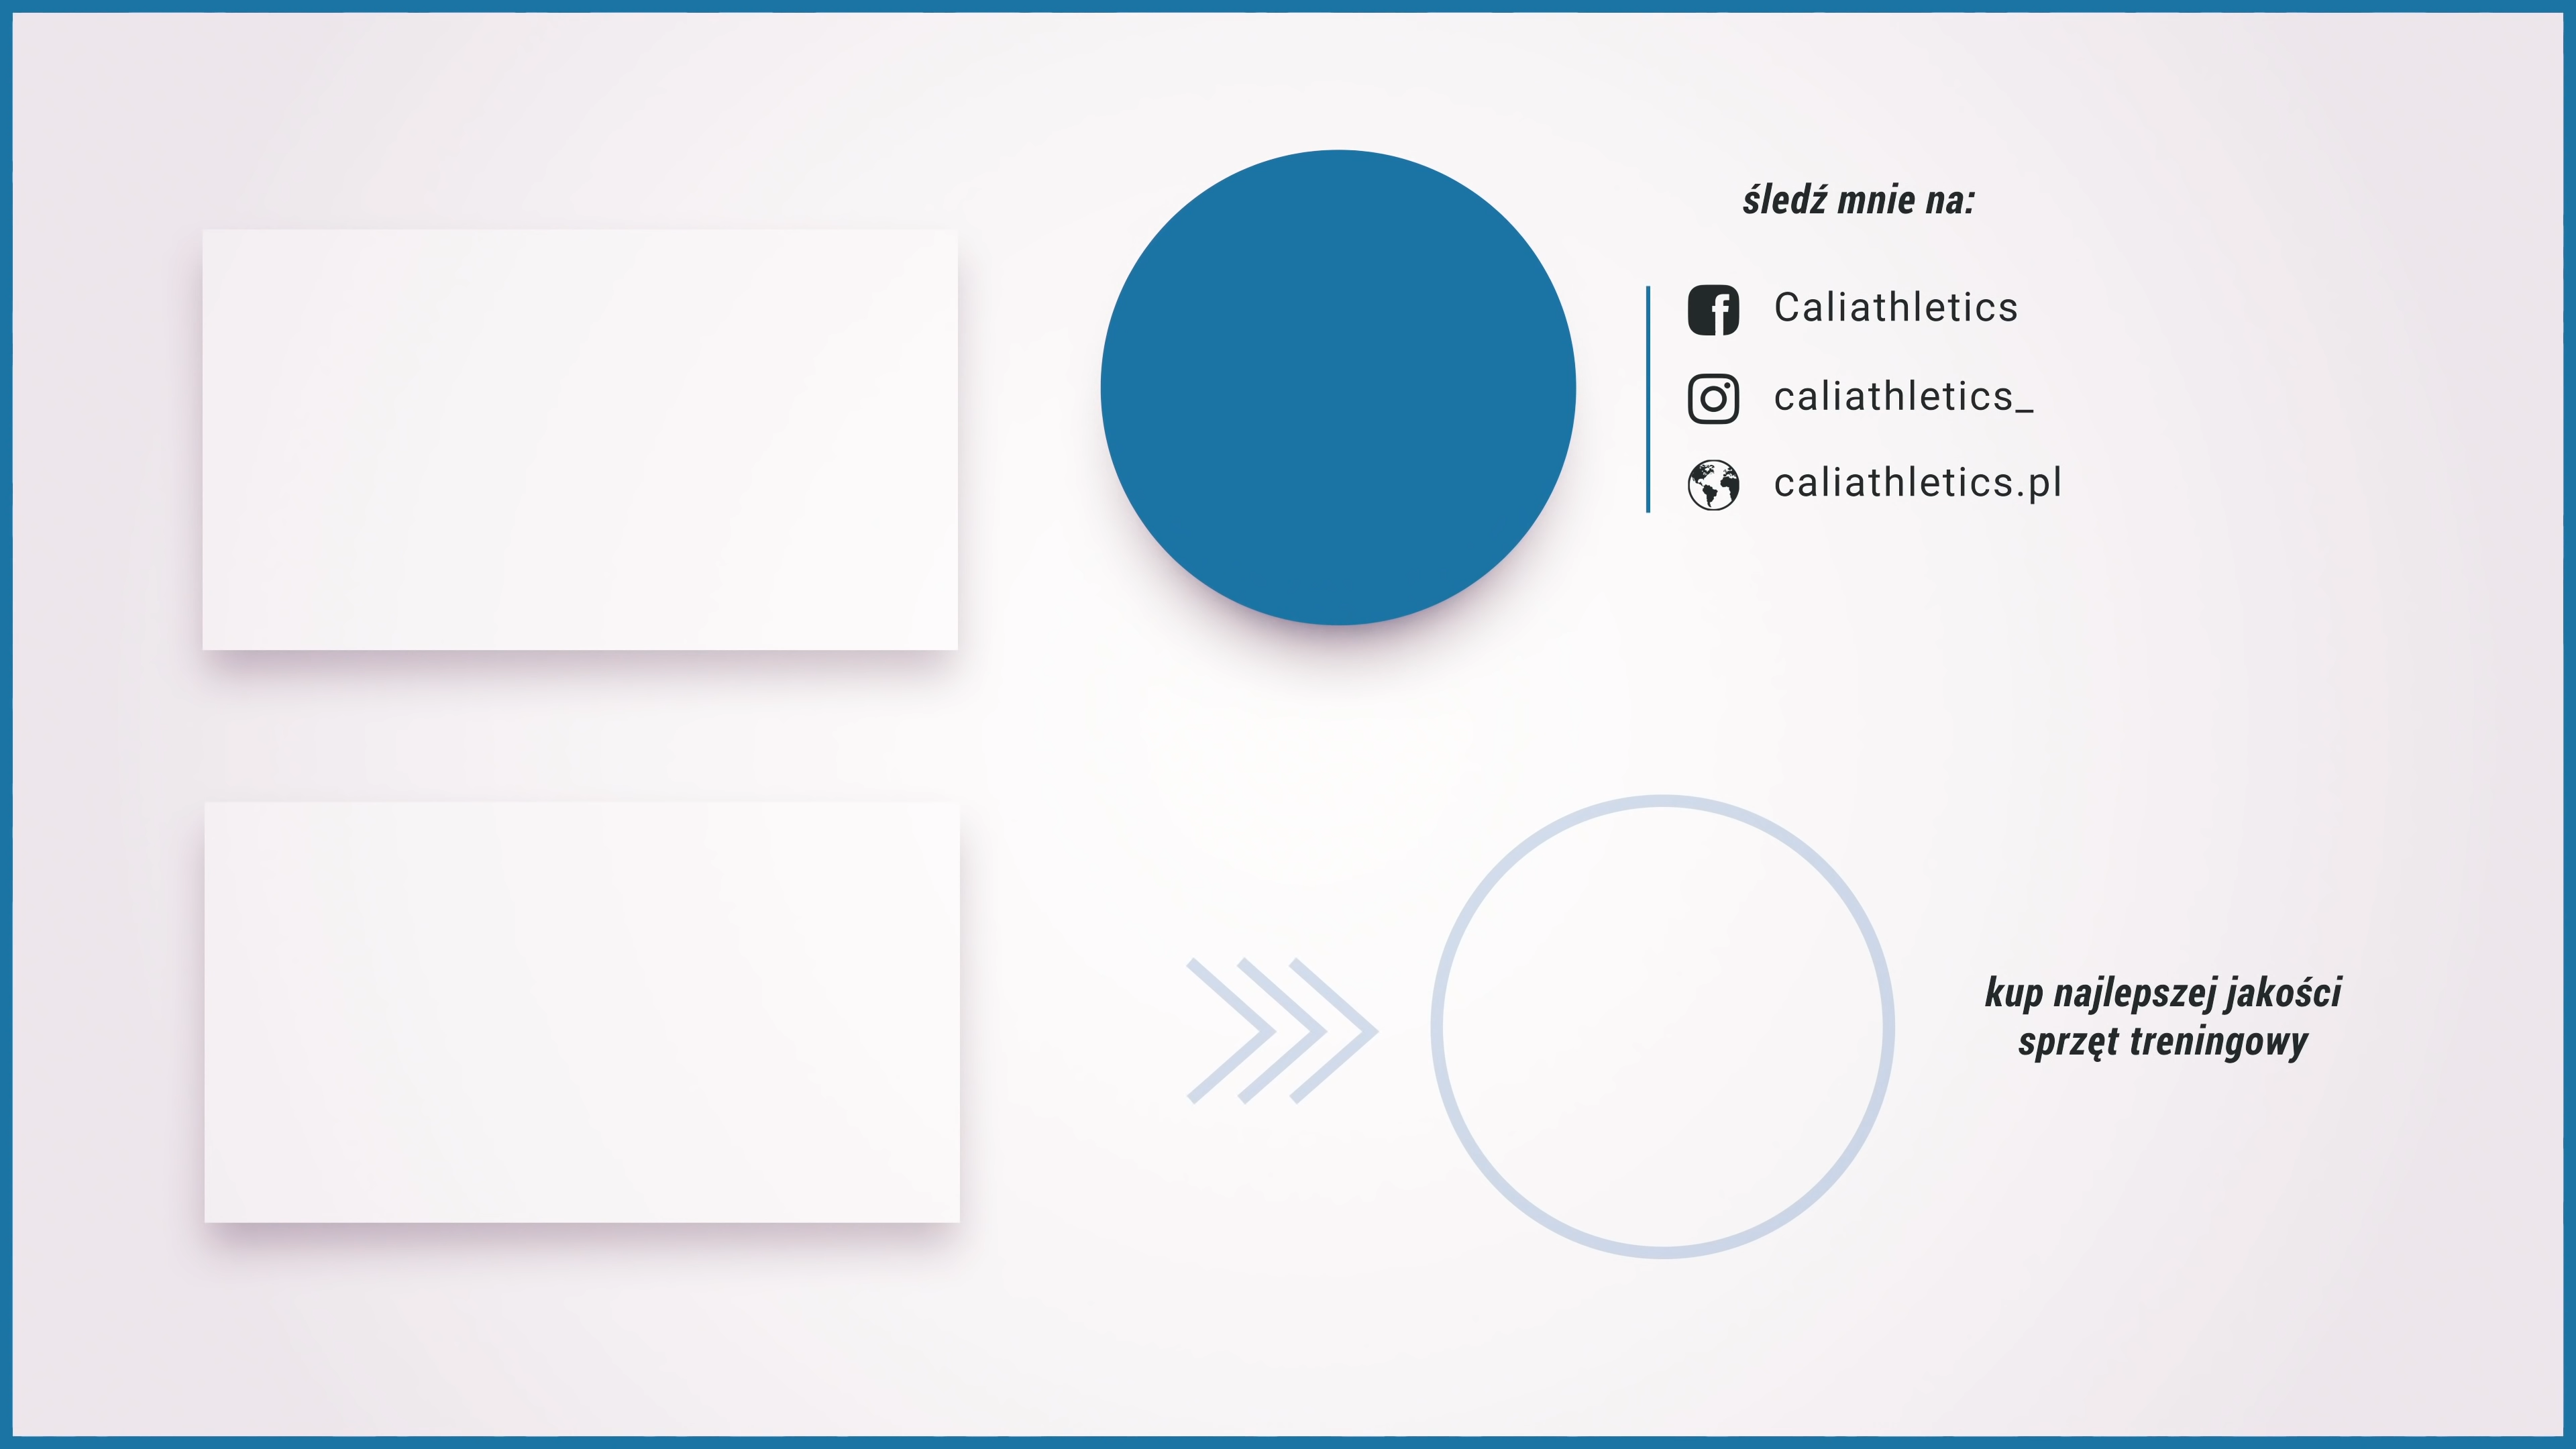 śledź mnie na:
Caliathletics
caliathletics_
caliathletics.pl
kup najlepszej jakości
sprzęt treningowy